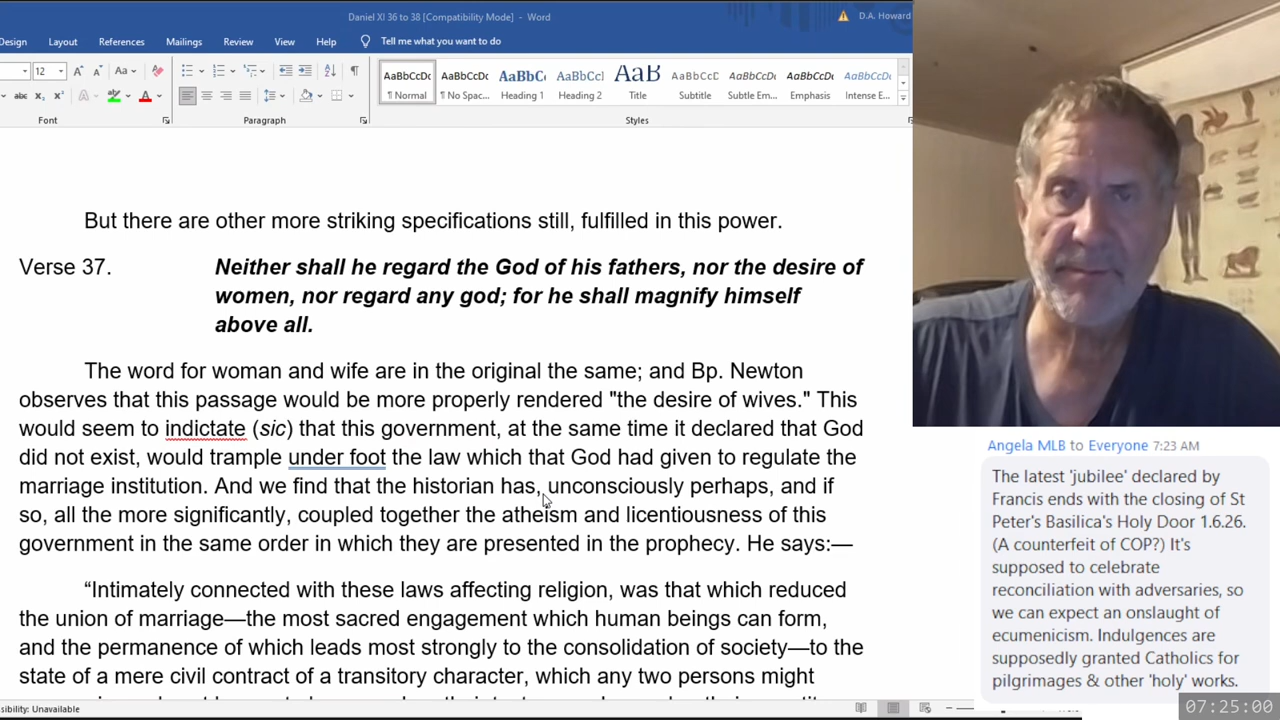 Daniel XI 36 to 38 [Compatibility Mode] - Word
D.A. Howard
Design Layout References Mailings Review View Help Tell me what you want to do
12 Aa
AaBbCcDc AaBbCcDc AaBbC AaBbCcl AaB AaBbCcD AaBbCcDc AaBbCcDc AaBbCcDc
¶ Normal ¶ No Spac... Heading 1 Heading 2 Title Subtitle Subtle Em... Emphasis Intense E...
Font Paragraph Styles
But there are other more striking specifications still, fulfilled in this power.
Verse 37. Neither shall he regard the God of his fathers, nor the desire of
women, nor regard any god; for he shall magnify himself
above all.
The word for woman and wife are in the original the same; and Bp. Newton
observes that this passage would be more properly rendered "the desire of wives." This
would seem to indictate (sic) that this government, at the same time it declared that God
did not exist, would trample under foot the law which that God had given to regulate the
marriage institution. And we find that the historian has, unconsciously perhaps, and if
so, all the more significantly, coupled together the atheism and licentiousness of this
government in the same order in which they are presented in the prophecy. He says:—
“Intimately connected with these laws affecting religion, was that which reduced
the union of marriage—the most sacred engagement which human beings can form,
and the permanence of which leads most strongly to the consolidation of society—to the
state of a mere civil contract of a transitory character, which any two persons might
sibility: Unavailable
Angela MLB to Everyone 7:23 AM
The latest 'jubilee' declared by
Francis ends with the closing of St
Peter's Basilica's Holy Door 1.6.26.
(A counterfeit of COP?) It's
supposed to celebrate
reconciliation with adversaries, so
we can expect an onslaught of
ecumenicism. Indulgences are
supposedly granted Catholics for
pilgrimages & other 'holy' works.
07:25:00